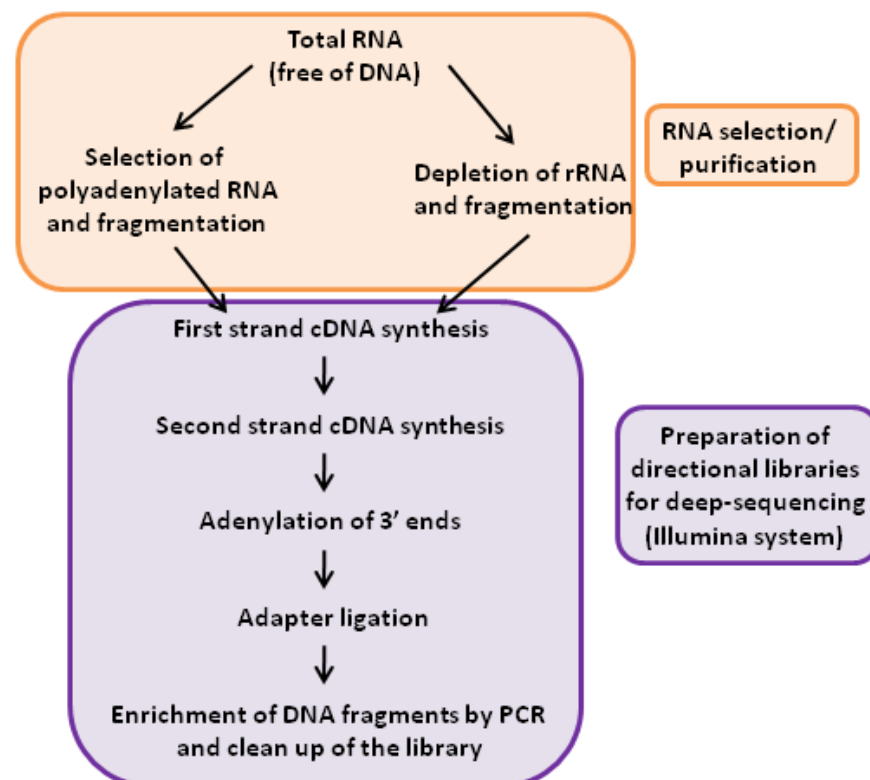 Total RNA
(free of DNA)
Selection of
polyadenylated RNA
and fragmentation
Depletion of rRNA
and fragmentation
RNA selection/
purification
First strand cDNA synthesis
Second strand cDNA synthesis
Adenylation of 3’ ends
Adapter ligation
Enrichment of DNA fragments by PCR
and clean up of the library
Preparation of
directional libraries
for deep-sequencing
(Illumina system)